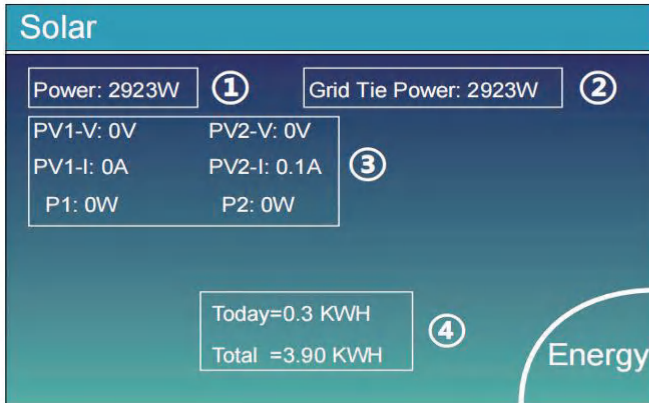 Solar
Power: 2923W ① Grid Tie Power: 2923W ②
PV1-V: 0V PV2-V: 0V
PV1-I: 0A PV2-I: 0.1A ③
P1: 0W P2: 0W
Today=0.3 KWH
④
Total =3.90 KWH
Energy